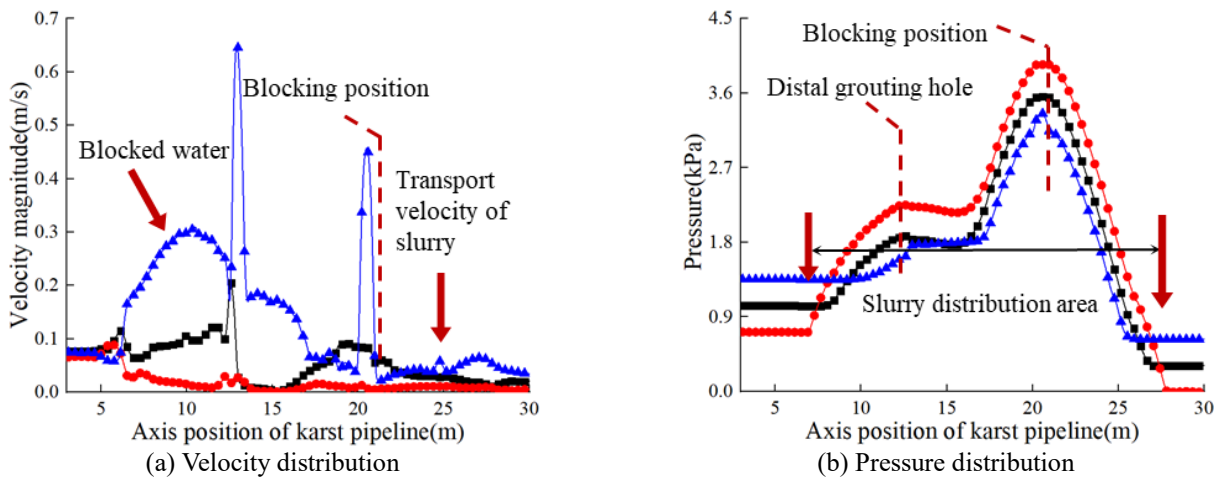 0.7
0.6
0.5
0.4
0.3
0.2
0.1
0.0
Velocity magnitude(m/s)
Blocking
position
Blocked water
Transport
velocity of
slurry
5
10
15
20
25
30
Axis position of karst pipeline(m)
(a) Velocity distribution
4.5
3.6
2.7
1.8
0.9
0.0
Pressure(kPa)
Blocking position
Distal grouting hole
Slurry distribution area
5
10
15
20
25
30
Axis position of karst pipeline(m)
(b) Pressure distribution